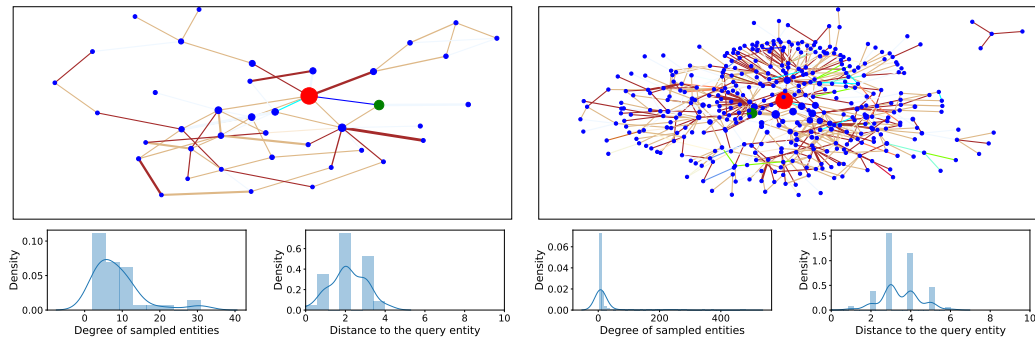 0.10
0.05
0.00
Density
0 10 20 30 40
Degree of sampled entities
0.6
0.4
0.2
0.0
Density
0 2 4 6 8 10
Distance to the query entity
0.06
0.04
0.02
0.00
Density
0 200 400
Degree of sampled entities
1.5
1.0
0.5
0.0
Density
0 2 4 6 8 10
Distance to the query entity